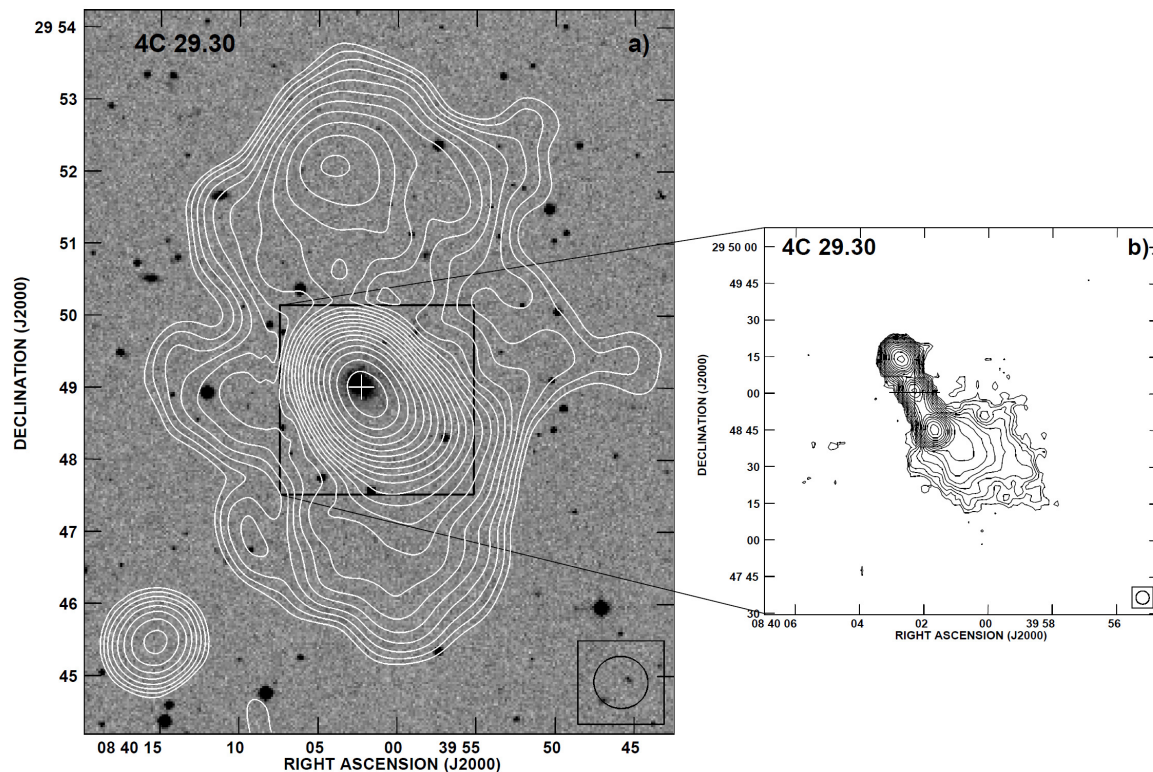 4C 29.30
a)
29 54
53
52
51
50
49
48
47
46
45
DECLINATION (J2000)
08 40 15
10
05
00
39 55
50
45
RIGHT ASCENSION (J2000)
4C 29.30
b)
29 50 00
49 45
30
15
00
48 45
30
15
00
47 45
30
DECLINATION (J2000)
08 40 06
04
02
00
39 58
56
RIGHT ASCENSION (J2000)